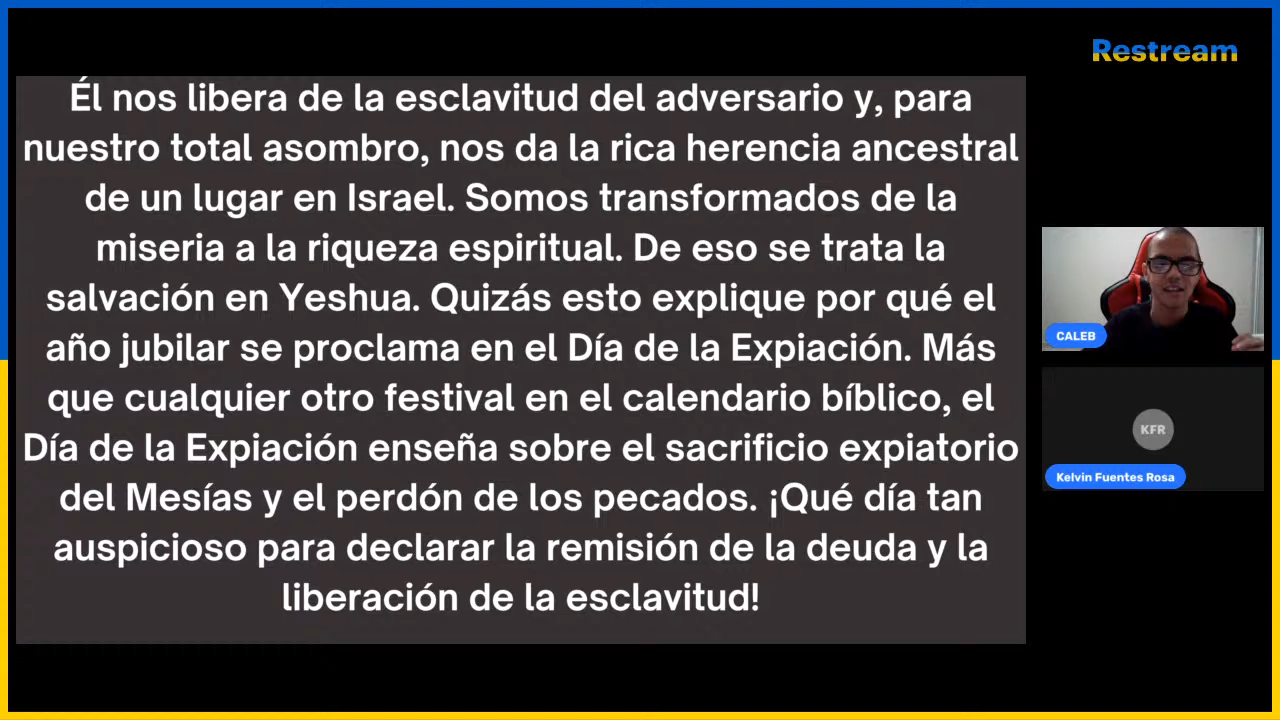 Restream
Él nos libera de la esclavitud del adversario y, para
nuestro total asombro, nos da la rica herencia ancestral
de un lugar en Israel. Somos transformados de la
miseria a la riqueza espiritual. De eso se trata la
salvación en Yeshua. Quizás esto explique por qué el
año jubilar se proclama en el Día de la Expiación. Más
que cualquier otro festival en el calendario bíblico, el
Día de la Expiación enseña sobre el sacrificio expiatorio
del Mesías y el perdón de los pecados. ¡Qué día tan
auspicioso para declarar la remisión de la deuda y la
liberación de la esclavitud!
CALEB
KFR
Kelvin Fuentes Rosa